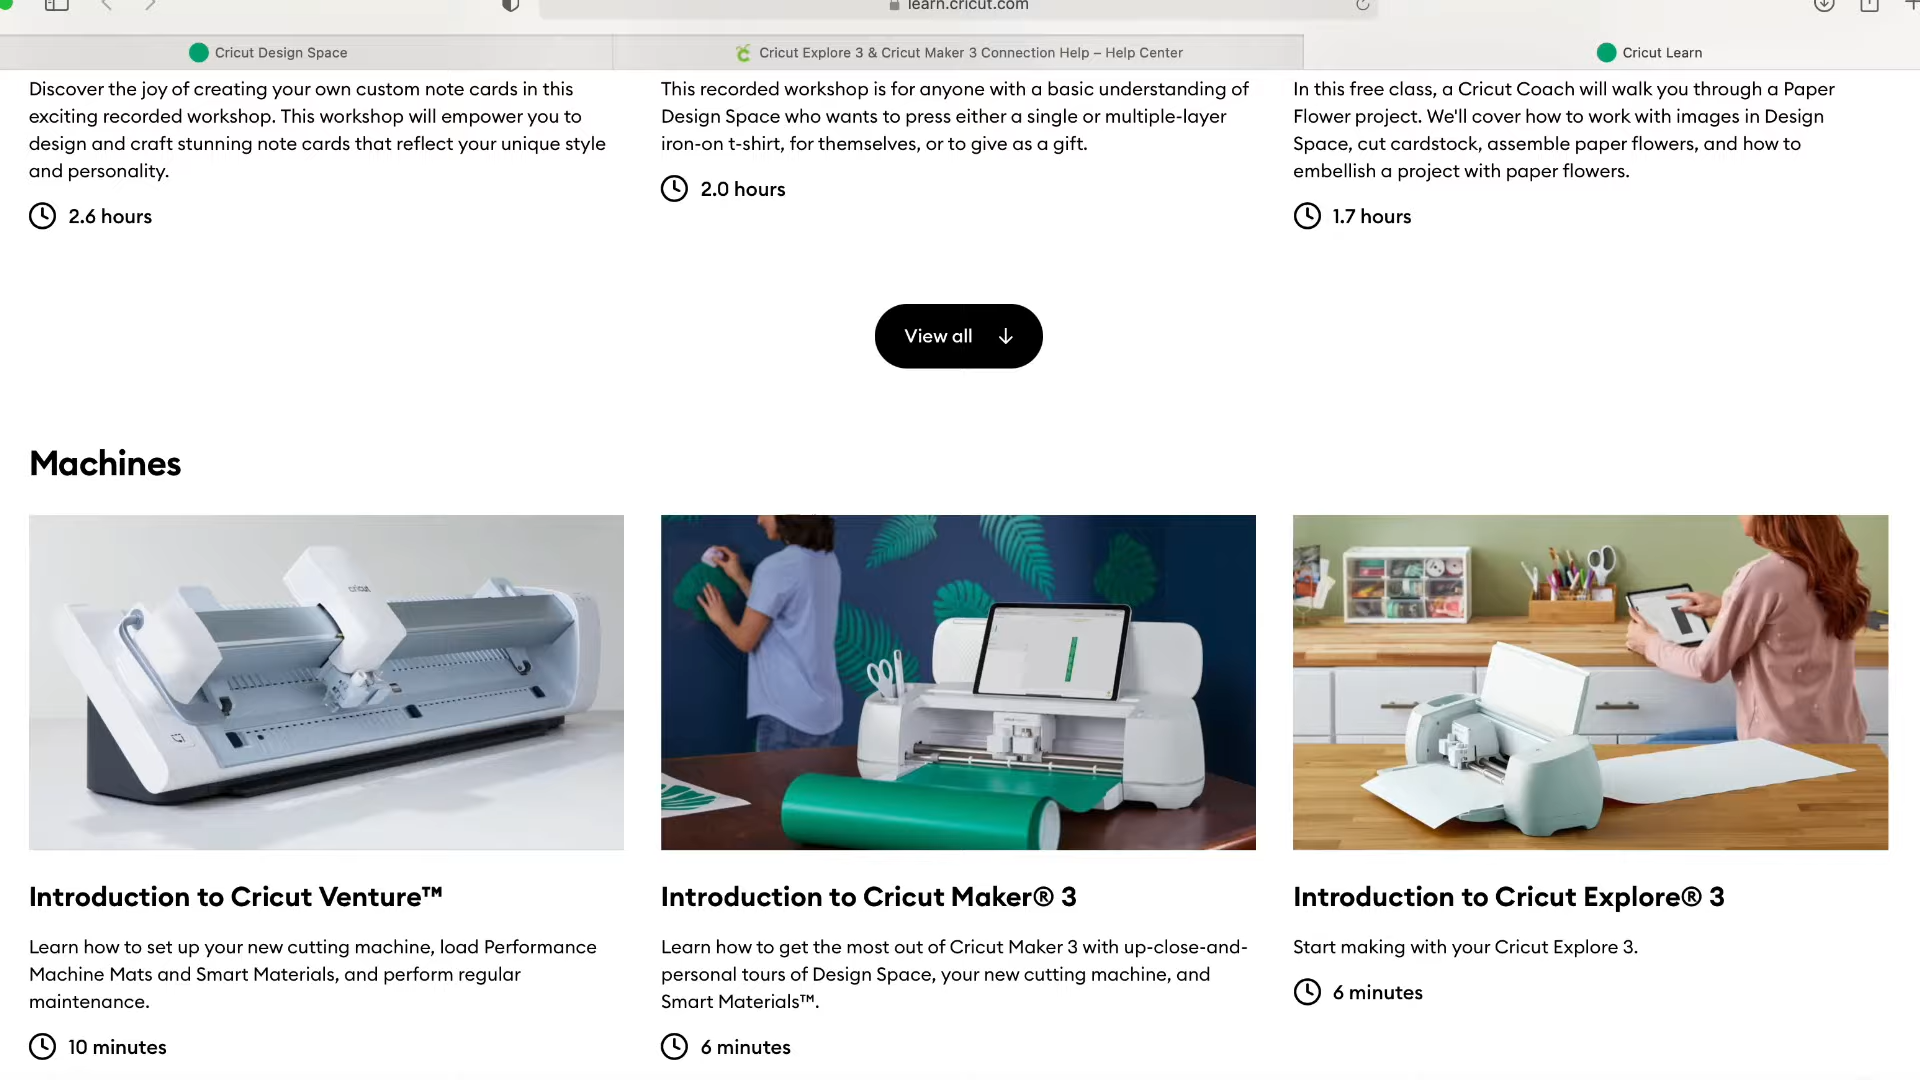 learn.cricut.com
Cricut Design Space
Cricut Explore 3 & Cricut Maker 3 Connection Help – Help Center
Cricut Learn
Discover the joy of creating your own custom note cards in this
exciting recorded workshop. This workshop will empower you to
design and craft stunning note cards that reflect your unique style
and personality.
2.6 hours
This recorded workshop is for anyone with a basic understanding of
Design Space who wants to press either a single or multiple-layer
iron-on t-shirt, for themselves, or to give as a gift.
2.0 hours
In this free class, a Cricut Coach will walk you through a Paper
Flower project. We'll cover how to work with images in Design
Space, cut cardstock, assemble paper flowers, and how to
embellish a project with paper flowers.
1.7 hours
View all
Machines
cricut
Introduction to Cricut Venture™
Learn how to set up your new cutting machine, load Performance
Machine Mats and Smart Materials, and perform regular
maintenance.
10 minutes
Introduction to Cricut Maker® 3
Learn how to get the most out of Cricut Maker 3 with up-close-and-
personal tours of Design Space, your new cutting machine, and
Smart Materials™.
6 minutes
Introduction to Cricut Explore® 3
Start making with your Cricut Explore 3.
6 minutes